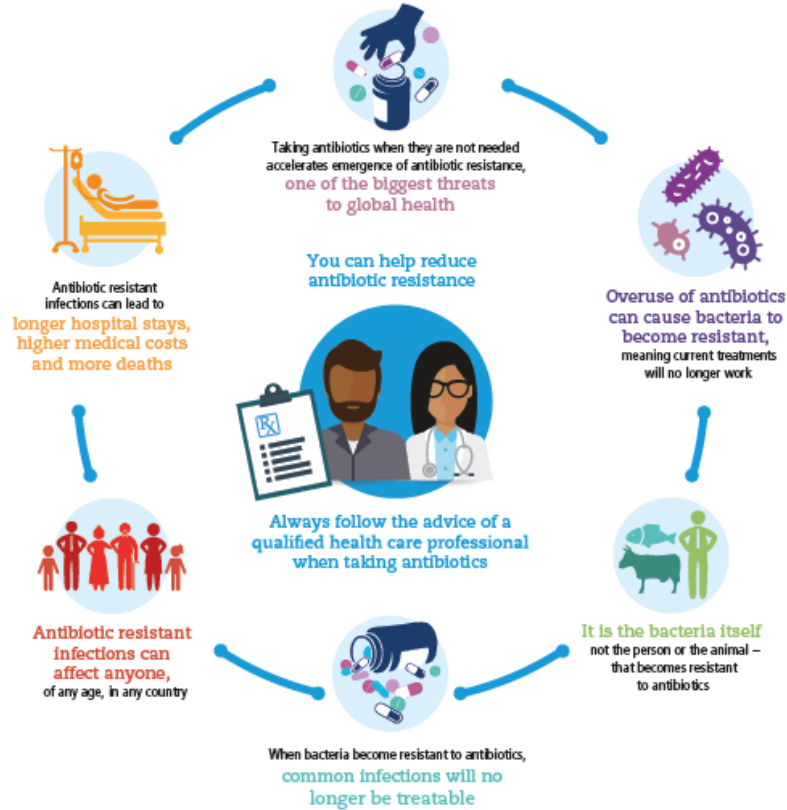 Taking antibiotics when they are not needed
accelerates emergence of antibiotic resistance,
one of the biggest threats
to global health
You can help reduce
antibiotic resistance
Overuse of antibiotics
can cause bacteria to
become resistant,
meaning current treatments
will no longer work
Antibiotic resistant
infections can lead to
longer hospital stays,
higher medical costs
and more deaths
Rx
Always follow the advice of a
qualified health care professional
when taking antibiotics
It is the bacteria itself
not the person or the animal –
that becomes resistant
to antibiotics
Antibiotic resistant
infections can
affect anyone,
of any age, in any country
When bacteria become resistant to antibiotics,
common infections will no
longer be treatable